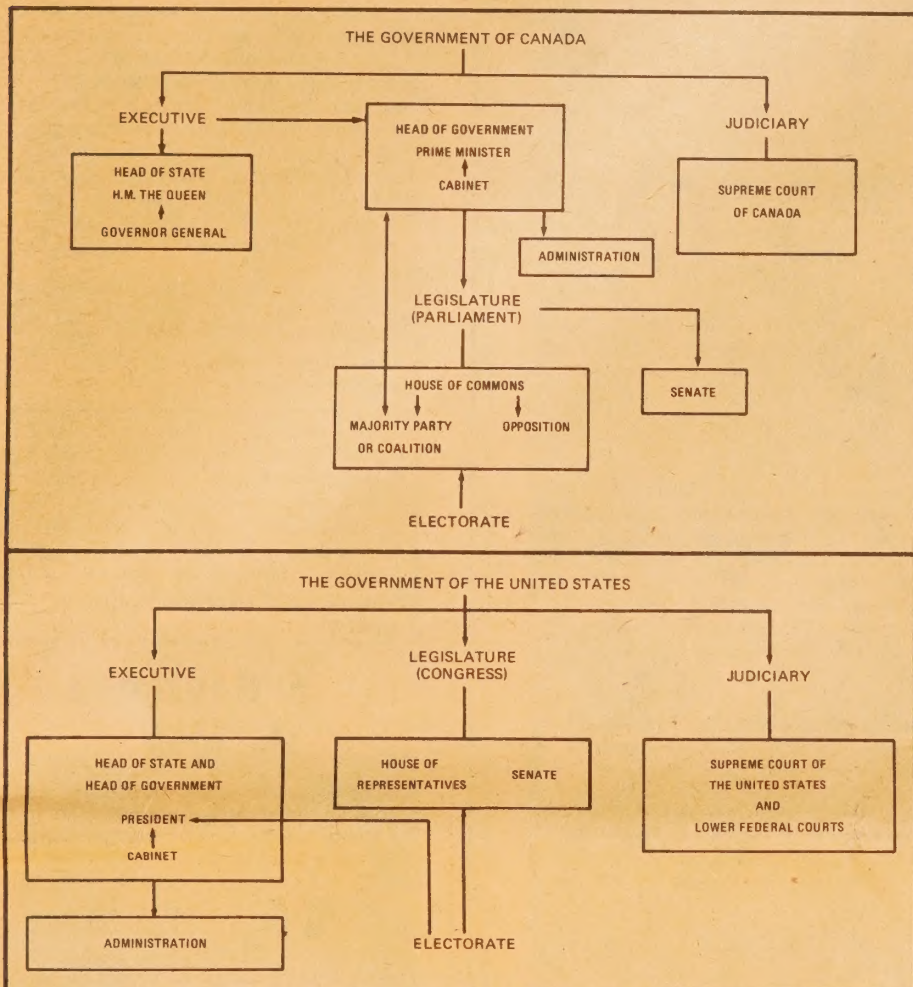 THE GOVERNMENT OF CANADA
EXECUTIVE
HEAD OF STATE
H.M. THE QUEEN
GOVERNOR GENERAL
HEAD OF GOVERNMENT
PRIME MINISTER
CABINET
ADMINISTRATION
JUDICIARY
SUPREME COURT
OF CANADA
LEGISLATURE
(PARLIAMENT)
SENATE
HOUSE OF COMMONS
MAJORITY PARTY
OR COALITION
OPPOSITION
ELECTORATE
THE GOVERNMENT OF THE UNITED STATES
EXECUTIVE
HEAD OF STATE AND
HEAD OF GOVERNMENT
PRESIDENT
CABINET
ADMINISTRATION
LEGISLATURE
(CONGRESS)
HOUSE OF
REPRESENTATIVES
SENATE
ELECTORATE
JUDICIARY
SUPREME COURT OF
THE UNITED STATES
AND
LOWER FEDERAL COURTS